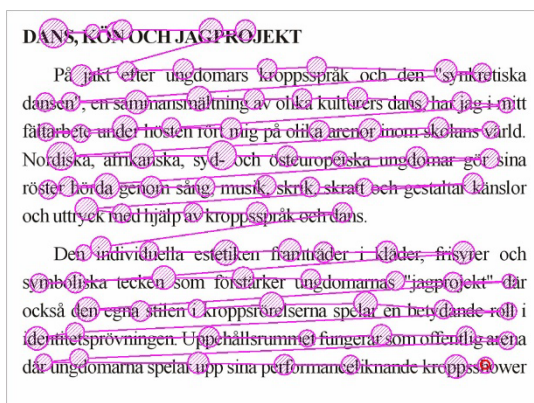 DANS, KÖN OCH JAGPROJEKT
På jakt efter ungdomars kroppsspråk och den "synkretiska
dansen", en sammansmältning av olika kulturers dans, har jag i mitt
fältarbete under hösten rört mig på olika arenor inom skolans värld.
Nordiska, afrikanska, syd- och östeuropeiska ungdomar gör sina
röster hörda genom sång, musik, skrik, skratt och gestaltar känslor
och uttryck med hjälp av kroppsspråk och dans.
Den individuella estetiken framträder i kläder, frisyrer och
symboliska tecken som förstärker ungdomarnas "jagprojekt" där
också den egna stilen i kroppsrörelserna spelar en betydande roll i
identitetsprövningen. Uppehållsrummet fungerar som offentlig arena
där ungdomarna spelar upp sina performanceliknande kroppsshower